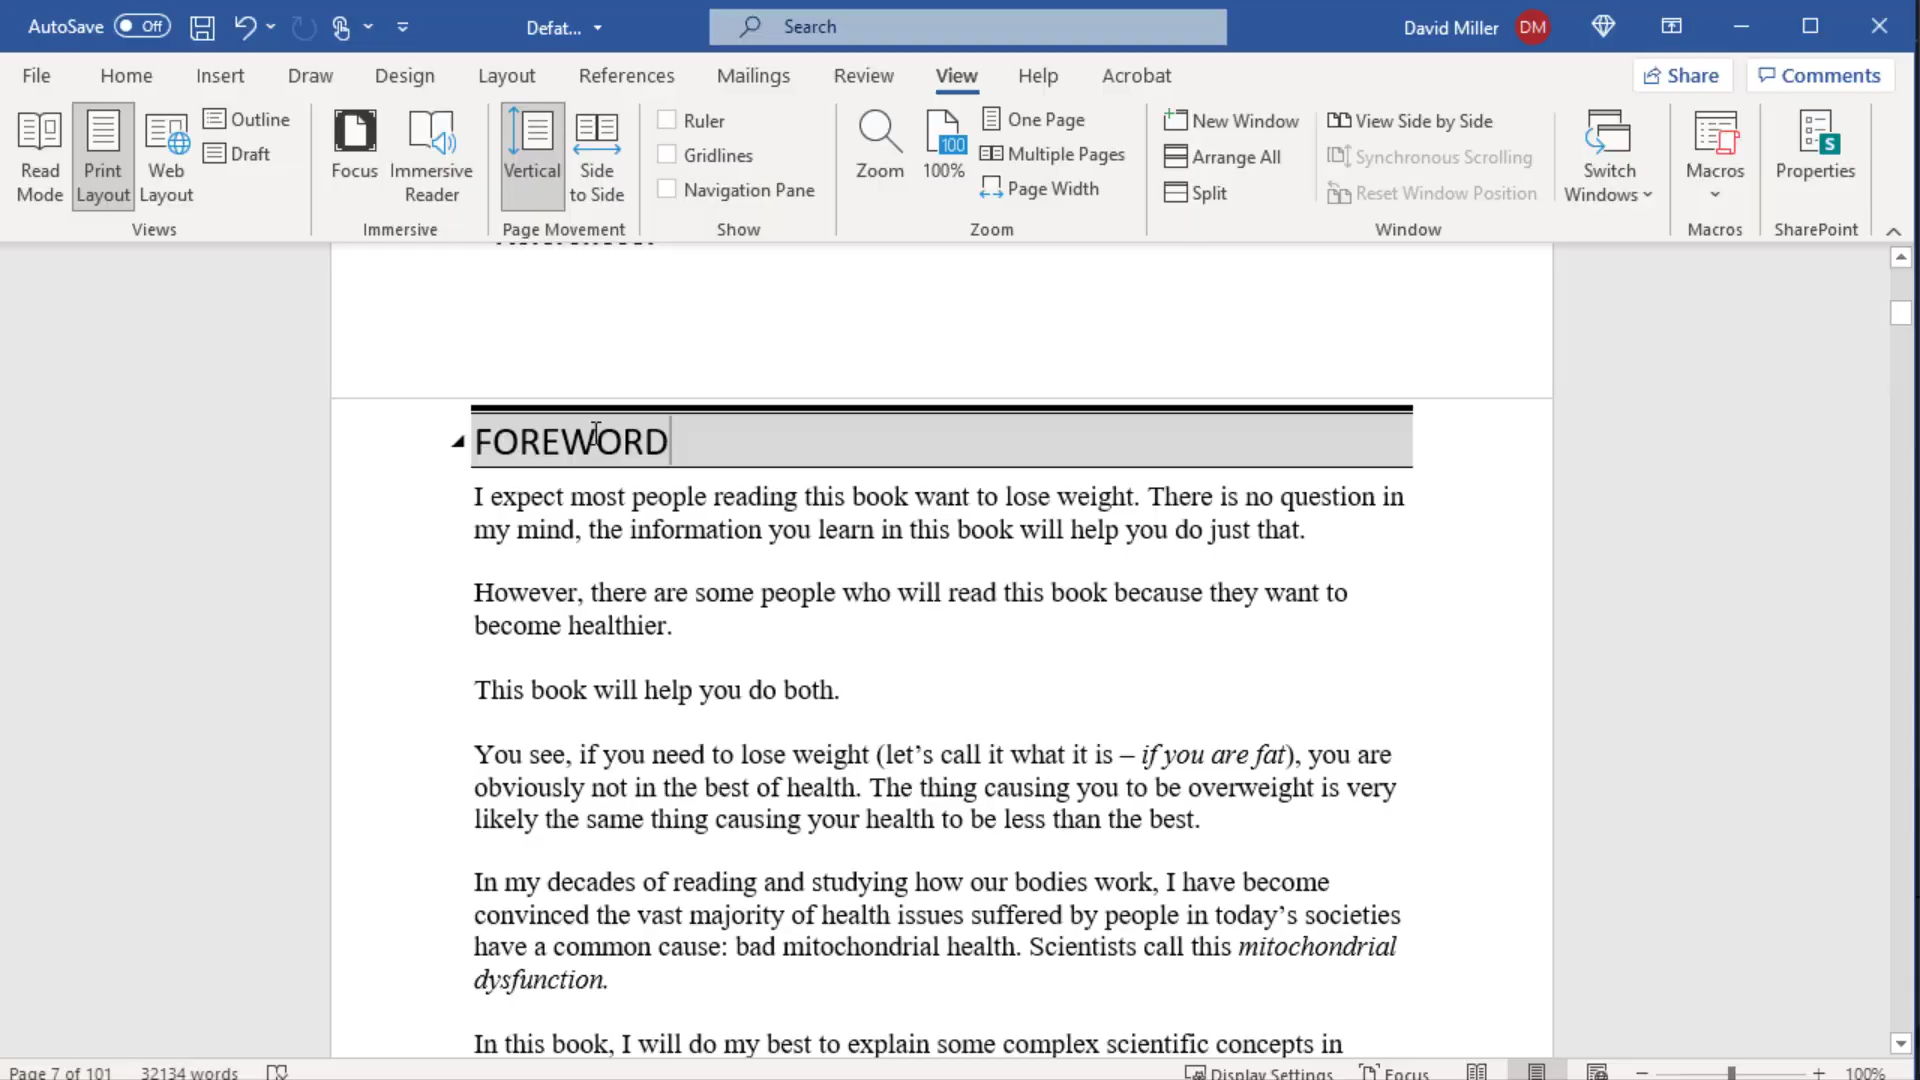 AutoSave Off Defat... Search David Miller DM
File Home Insert Draw Design Layout References Mailings Review View Help Acrobat Share Comments
Read Mode
Print Layout
Web Layout
Outline
Draft
Views
Focus
Immersive Reader
Immersive
Vertical
Side to Side
Page Movement
Ruler
Gridlines
Navigation Pane
Show
Zoom
100
100%
One Page
Multiple Pages
Page Width
Zoom
New Window
Arrange All
Split
View Side by Side
Synchronous Scrolling
Reset Window Position
Switch Windows
Window
Macros
Macros
S
Properties
SharePoint
FOREWORD
I expect most people reading this book want to lose weight. There is no question in
my mind, the information you learn in this book will help you do just that.
However, there are some people who will read this book because they want to
become healthier.
This book will help you do both.
You see, if you need to lose weight (let’s call it what it is – if you are fat), you are
obviously not in the best of health. The thing causing you to be overweight is very
likely the same thing causing your health to be less than the best.
In my decades of reading and studying how our bodies work, I have become
convinced the vast majority of health issues suffered by people in today’s societies
have a common cause: bad mitochondrial health. Scientists call this mitochondrial
dysfunction.
In this book, I will do my best to explain some complex scientific concepts in
Page 7 of 101 32134 words Display Settings Focus 100%